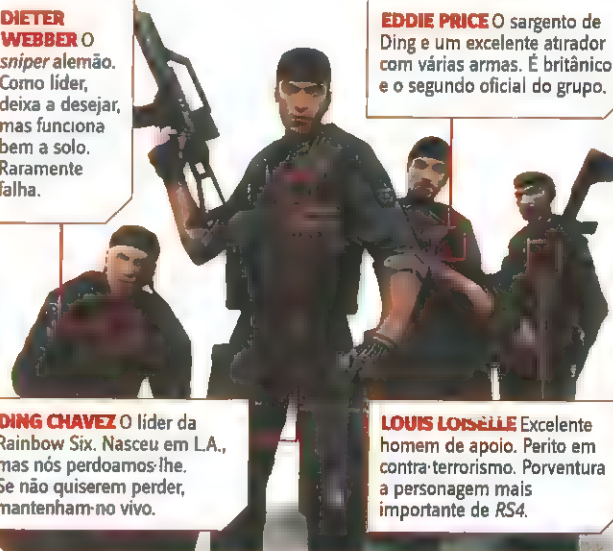 DIETER
WEBBER O
sniper alemão.
Como líder,
deixa a desejar,
mas funciona
bem a solo.
Raramente
falha.
EDDIE PRICE O sargento de
Ding e um excelente atirador
com várias armas. É britânico
e o segundo oficial do grupo.
DING CHAVEZ O líder da
Rainbow Six. Nasceu em L.A.,
mas nós perdoamos-lhe.
Se não quiserem perder,
mantenham-no vivo.
LOUIS LOISELLE Excelente
homem de apoio. Perito em
contra-terrorismo. Porventura
a personagem mais
importante de RS4.